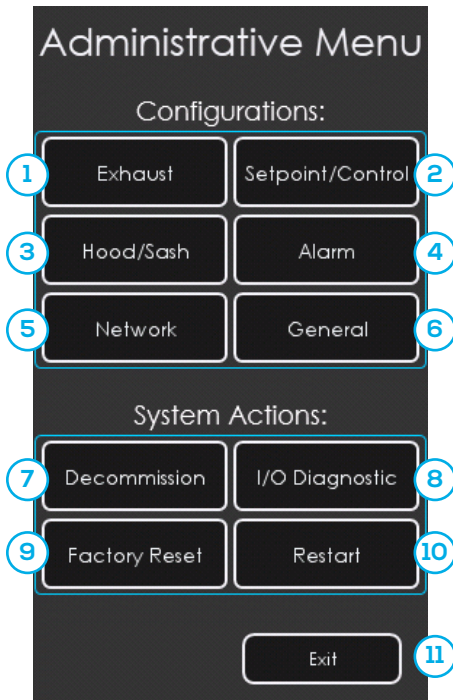 Administrative Menu
Configurations:
1 Exhaust Setpoint/Control 2
3 Hood/Sash Alarm 4
5 Network General 6
System Actions:
7 Decommission I/O Diagnostic 8
9 Factory Reset Restart 10
Exit 11